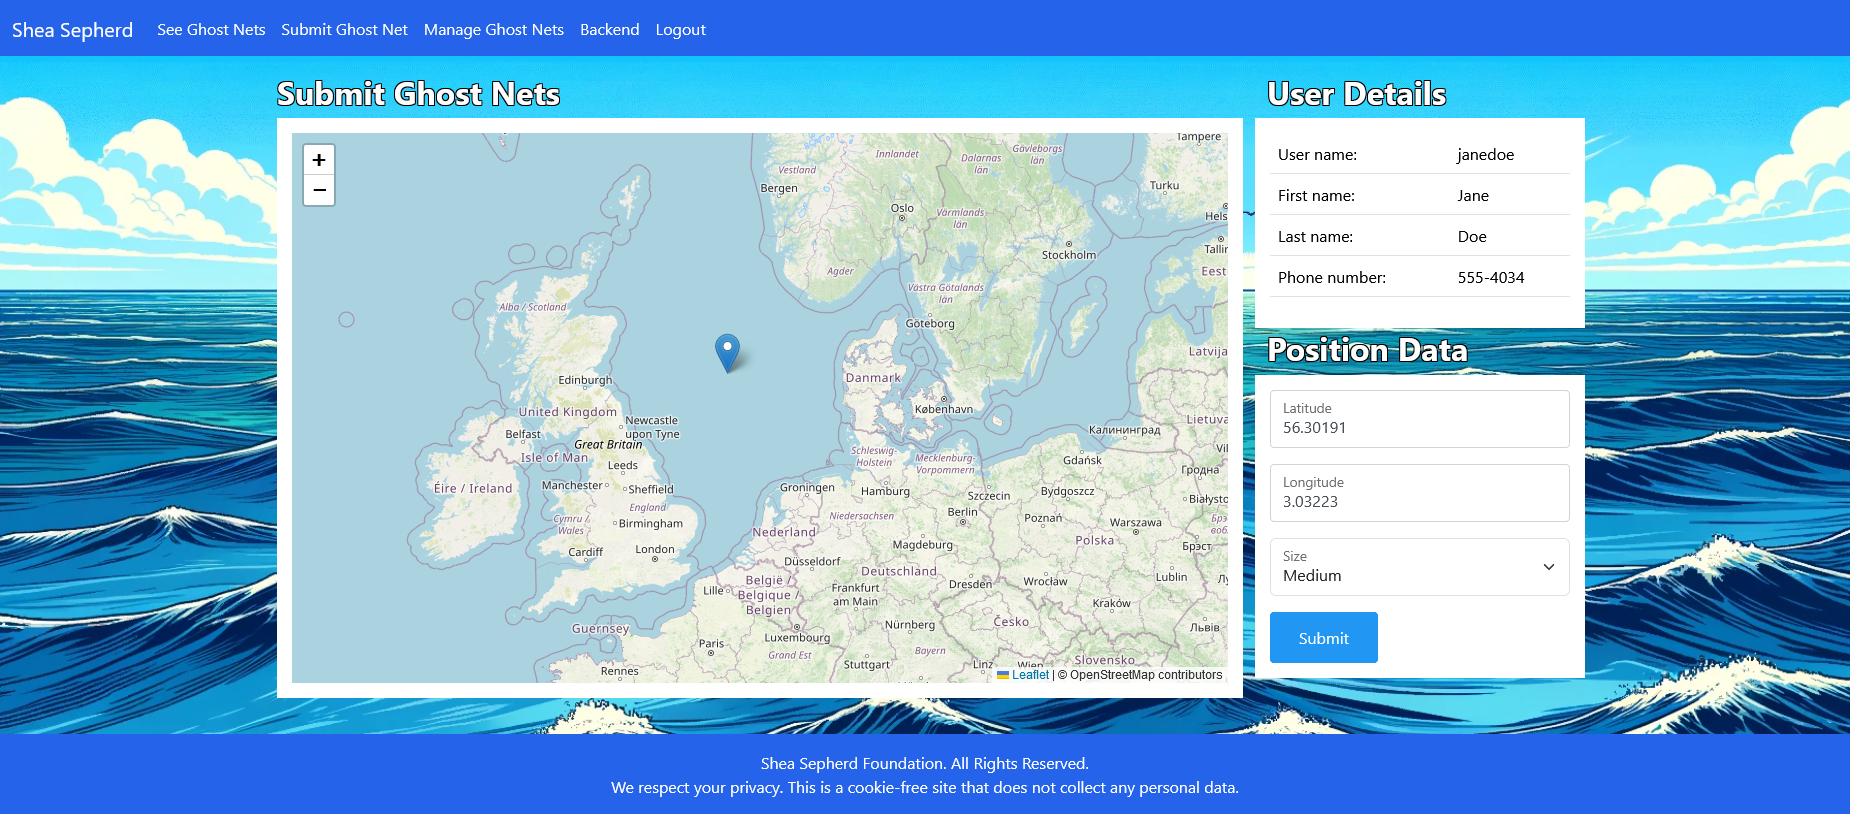 Shea Sepherd
See Ghost Nets
Submit Ghost Net
Manage Ghost Nets
Backend
Logout
Submit Ghost Nets
+
−
Tampere
Innlandet
Dalarnas
län
Gävleborgs
län
Vestland
Bergen
Turku
Oslo
Värmlands
län
Hels
Stockholm
Tallin
Agder
Eest
Västra Götalands
län
Alba / Scotland
Göteborg
Latvija
Edinburgh
Danmark
United Kingdom
København
Newcastle
upon Tyne
Lietuva
Belfast
Great Britain
Калининград
Isle of Man
Schleswig-
Holstein
Mecklenburg-
Vorpommern
Gdańsk
Leeds
Гродна
Éire / Ireland
Manchester
Sheffield
Groningen
Hamburg
Szczecin
Bydgoszcz
Białysto
England
Cymru /
Wales
Birmingham
Nederland
Niedersachsen
Berlin
Poznań
Warszawa
Polska
Брэст
Cardiff
London
Magdeburg
Düsseldorf
Deutschland
Dresden
Wrocław
Lublin
België /
Belgique /
Belgien
Lille
Frankfurt
am Main
Kraków
Guernsey
Luxembourg
Nürnberg
Česko
Львів
Paris
Grand Est
Bayern
Rennes
Stuttgart
Linz
Wien
Slovensko
Leaflet | © OpenStreetMap contributors
User Details
User name: janedoe
First name: Jane
Last name: Doe
Phone number: 555-4034
Position Data
Latitude
56.30191
Longitude
3.03223
Size
Medium
Submit
Shea Sepherd Foundation. All Rights Reserved.
We respect your privacy. This is a cookie-free site that does not collect any personal data.